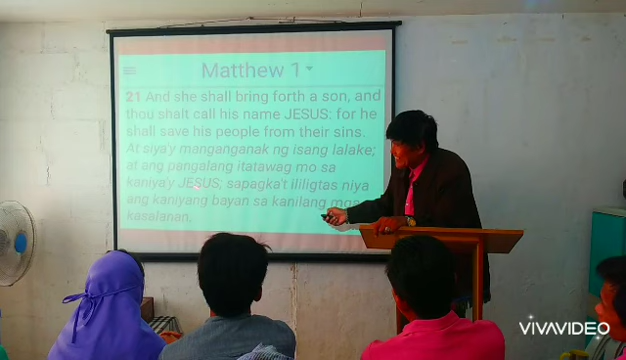 Matthew 1
21 And she shall bring forth a son, and
thou shalt call his name JESUS: for he
shall save his people from their sins.
At siya'y manganganak ng isang lalake;
at ang pangalang itatawag mo sa
kaniya'y JESUS; sapagka't ililigtas niya
ang kaniyang bayan sa kanilang mga
kasalanan.
VIVAVIDEO